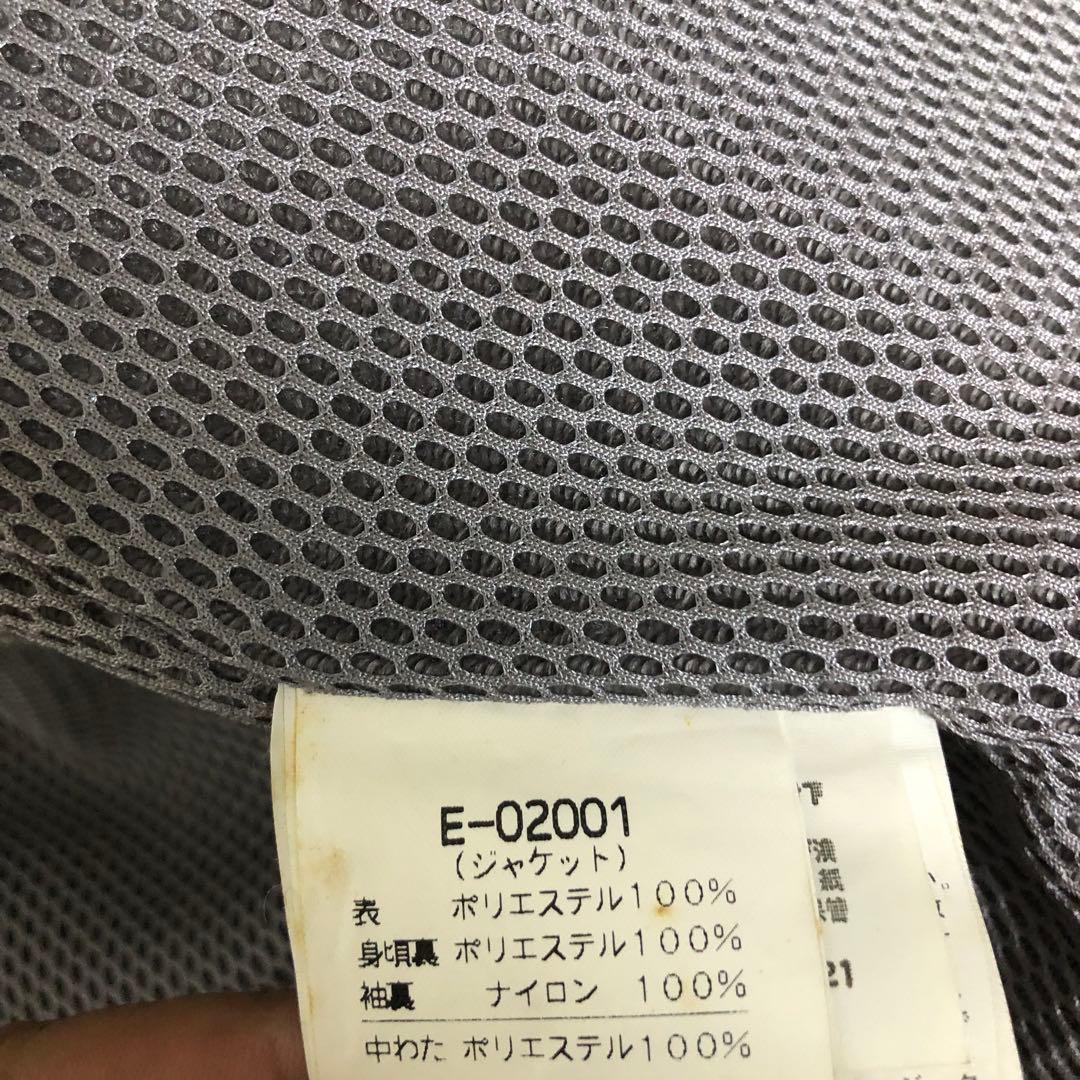 E-02001
(ジャケット)
表 ポリエステル100%
身頃裏 ポリエステル100%
袖裏 ナイロン 100%
中わた ポリエステル100%
21